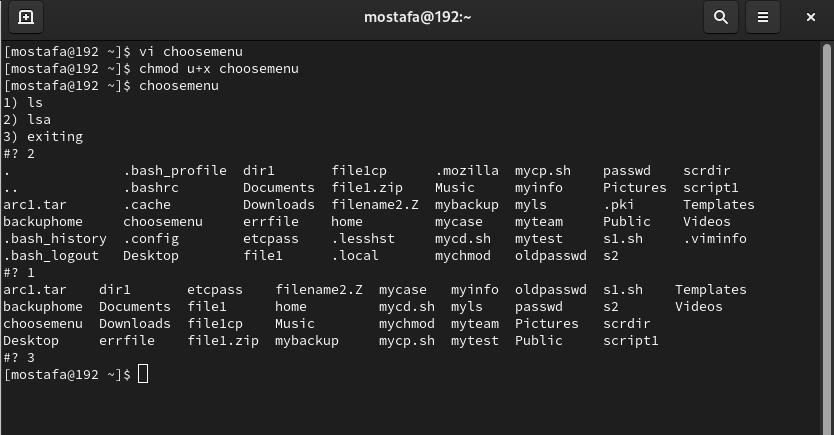 mostafa@192:~
[mostafa@192 ~]$ vi choosemenu
[mostafa@192 ~]$ chmod u+x choosemenu
[mostafa@192 ~]$ choosemenu
1) ls
2) lsa
3) exiting
#? 2
. .bash_profile dir1 file1cp .mozilla mycp.sh passwd scrdir
.. .bashrc Documents file1.zip Music myinfo Pictures script1
arc1.tar .cache Downloads filename2.Z mybackup myls .pki Templates
backuphome choosemenu errfile home mycase myteam Public Videos
.bash_history .config etcpass .lesshst mycd.sh mytest s1.sh .viminfo
.bash_logout Desktop file1 .local mychmod oldpasswd s2
#? 1
arc1.tar dir1 etcpass filename2.Z mycase myinfo oldpasswd s1.sh Templates
backuphome Documents file1 home mycd.sh myls passwd s2 Videos
choosemenu Downloads file1cp Music mychmod myteam Pictures scrdir
Desktop errfile file1.zip mybackup mycp.sh mytest Public script1
#? 3
[mostafa@192 ~]$